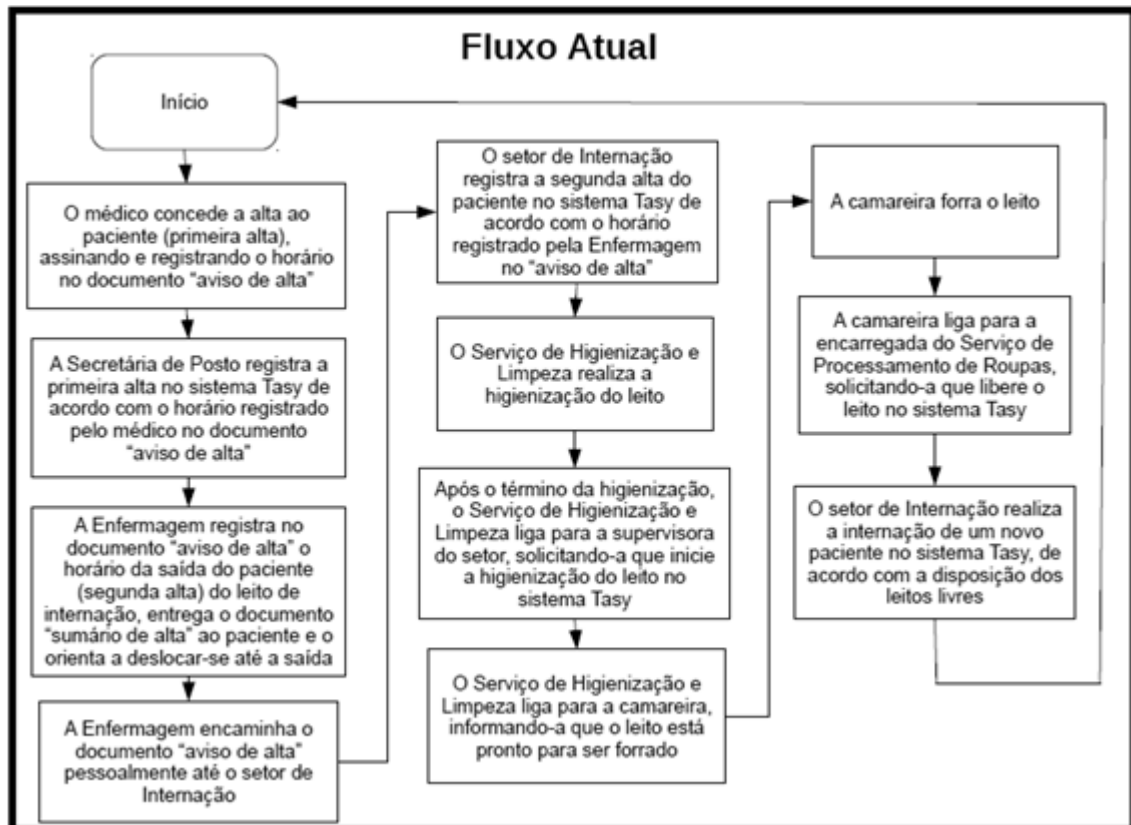 Fluxo Atual
Início
O médico concede a alta ao
paciente (primeira alta),
assinando e registrando o horário
no documento “aviso de alta”
A Secretária de Posto registra a
primeira alta no sistema Tasy de
acordo com o horário registrado
pelo médico no documento
“aviso de alta”
A Enfermagem registra no
documento “aviso de alta” o
horário da saída do paciente
(segunda alta) do leito de
internação, entrega o documento
“sumário de alta” ao paciente e o
orienta a deslocar-se até a saída
A Enfermagem encaminha o
documento “aviso de alta”
pessoalmente até o setor de
Internação
O setor de Internação
registra a segunda alta do
paciente no sistema Tasy de
acordo com o horário
registrado pela Enfermagem
no “aviso de alta”
O Serviço de Higienização e
Limpeza realiza a
higienização do leito
Após o término da higienização,
o Serviço de Higienização e
Limpeza liga para a supervisora
do setor, solicitando-a que inicie
a higienização do leito no
sistema Tasy
O Serviço de Higienização e
Limpeza liga para a camareira,
informando-a que o leito está
pronto para ser forrado
A camareira forra o leito
A camareira liga para a
encarregada do Serviço de
Processamento de Roupas,
solicitando-a que libere o
leito no sistema Tasy
O setor de Internação realiza
a internação de um novo
paciente no sistema Tasy, de
acordo com a disposição dos
leitos livres